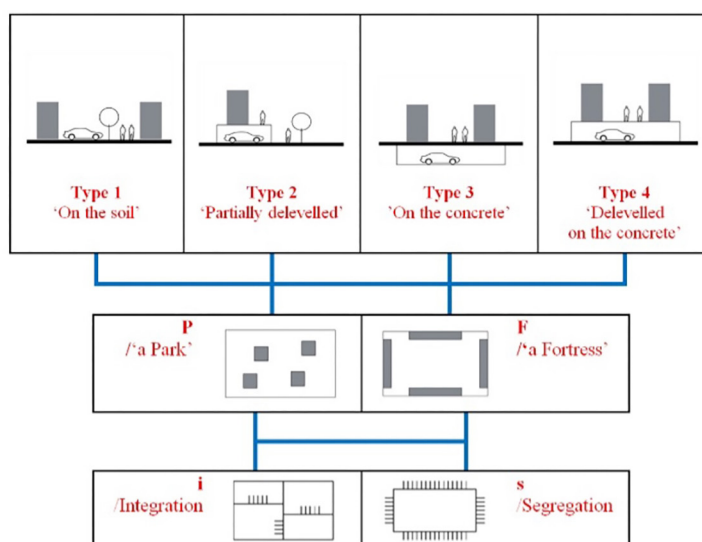 Type 1
‘On the soil’
Type 2
‘Partially delevelled’
Type 3
’On the concrete’
Type 4
‘Delevelled
on the concrete’
P
/‘a Park’
F
/‘a Fortress’
i
/Integration
s
/Segregation